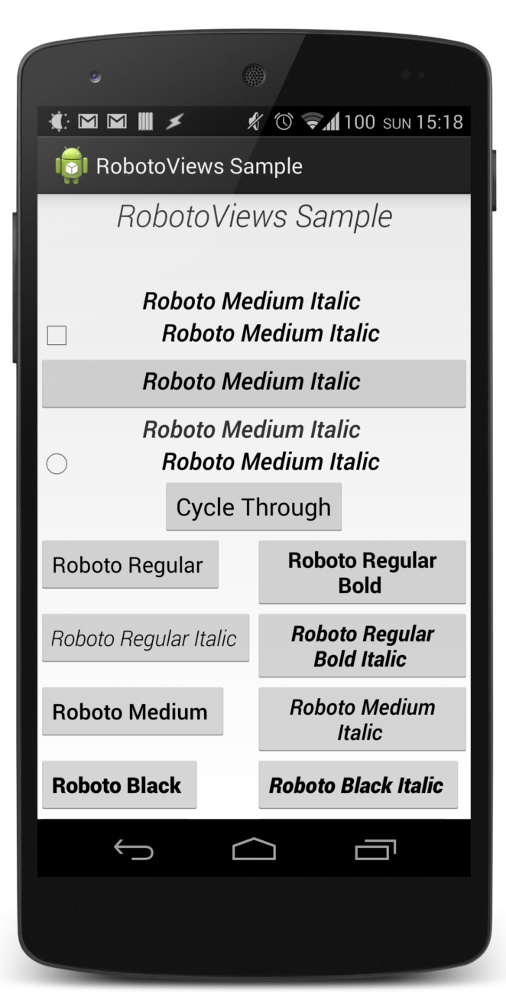 100 SUN 15:18
RobotoViews Sample
RobotoViews Sample
Roboto Medium Italic
Roboto Medium Italic
Roboto Medium Italic
Roboto Medium Italic
Roboto Medium Italic
Cycle Through
Roboto Regular
Roboto Regular
Bold
Roboto Regular Italic
Roboto Regular
Bold Italic
Roboto Medium
Roboto Medium
Italic
Roboto Black
Roboto Black Italic